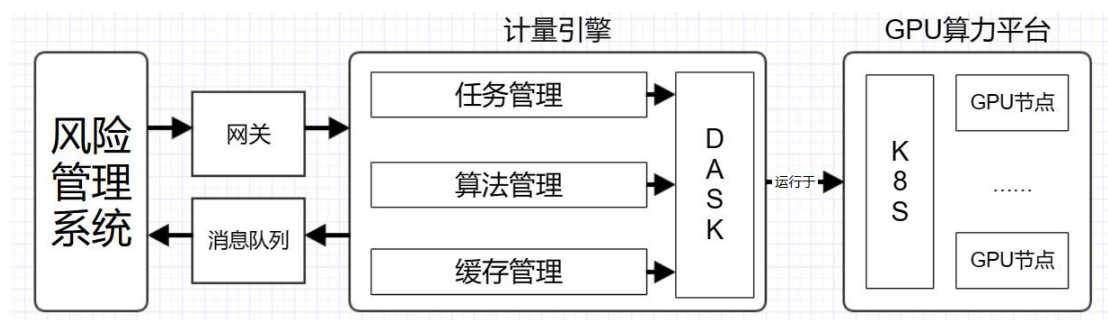 计量引擎
GPU算力平台
风险
管理
系统
网关
消息队列
任务管理
算法管理
缓存管理
D
A
S
K
运行于
K
8
S
GPU节点
……
GPU节点